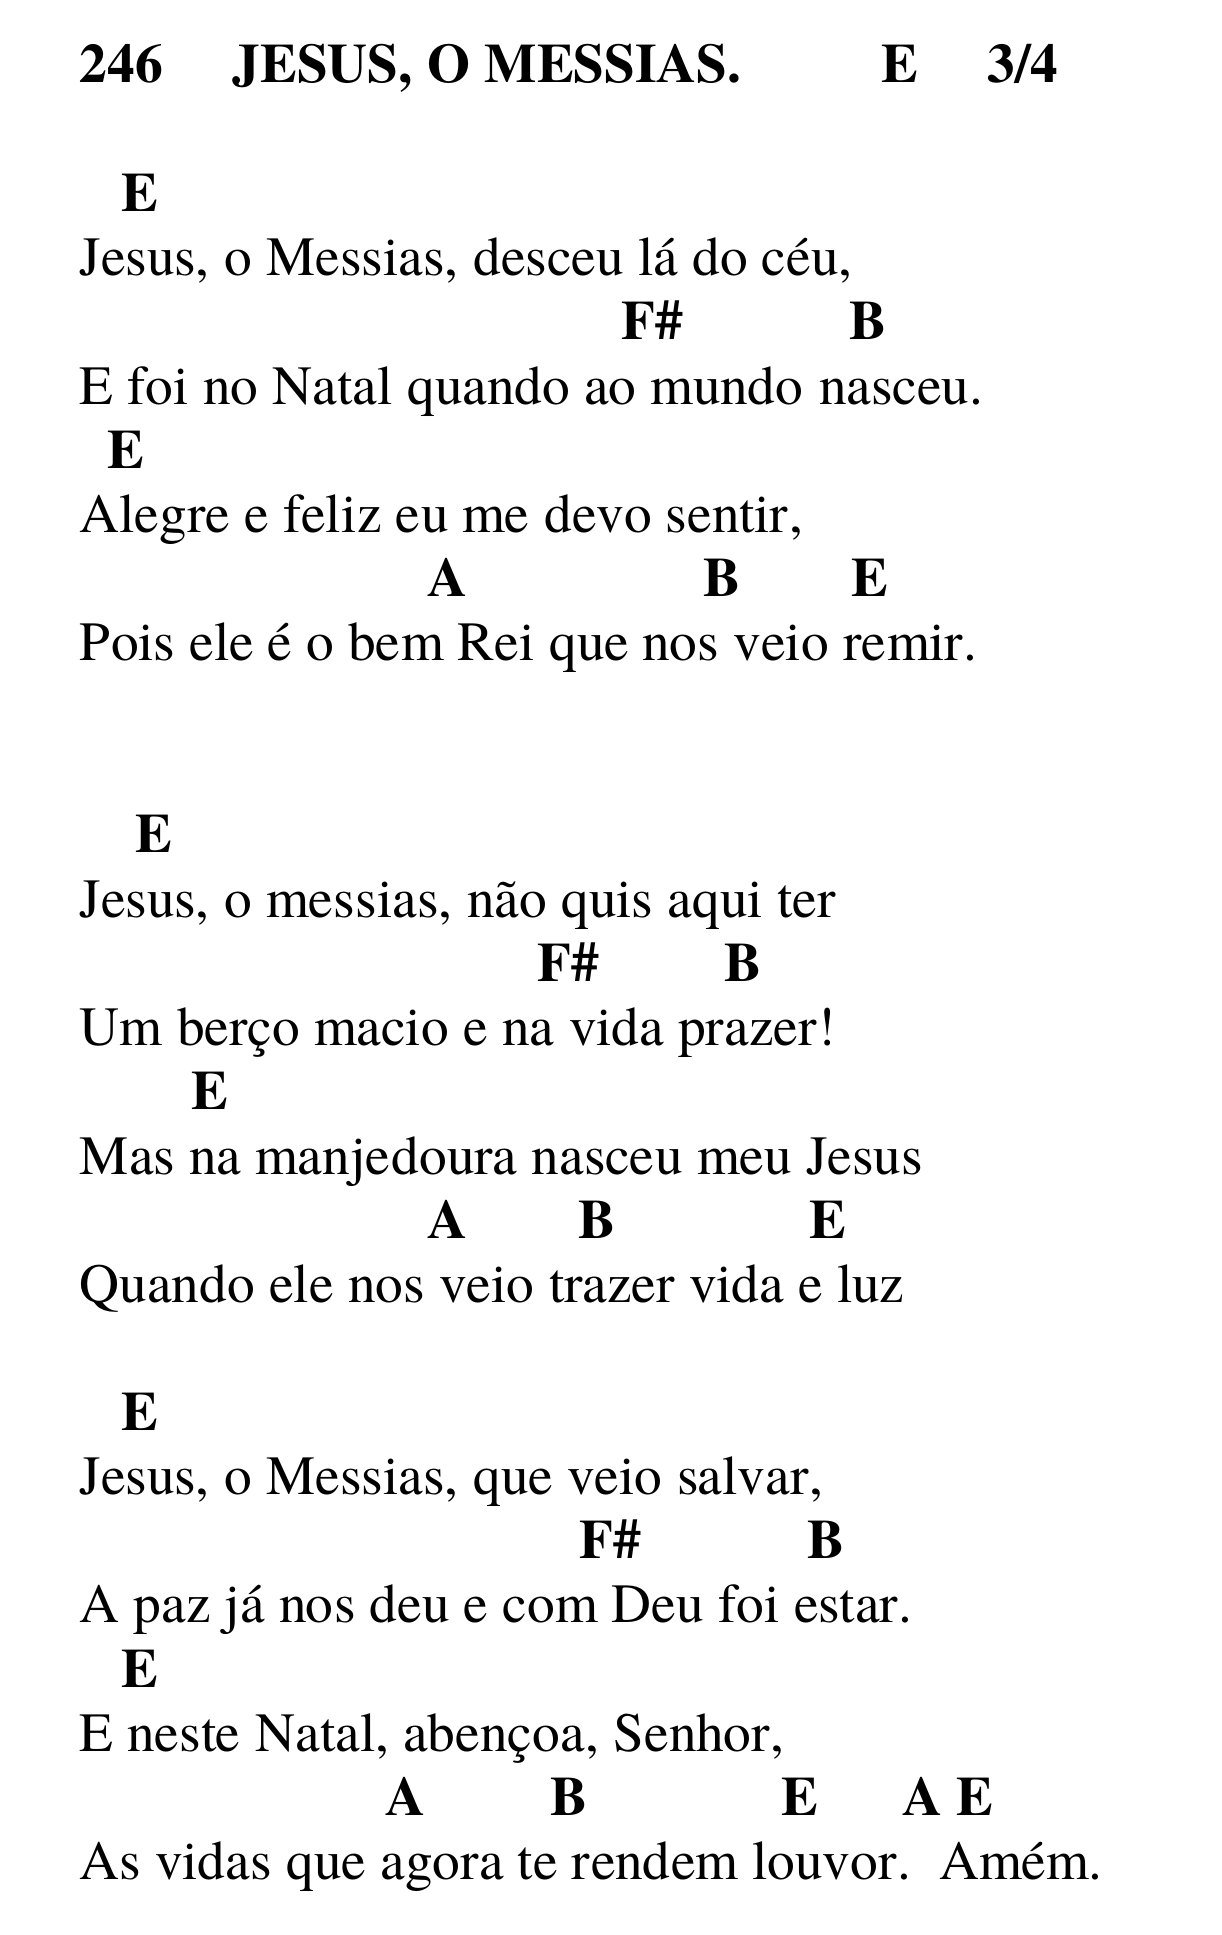 246 JESUS, O MESSIAS. E 3/4
E
Jesus, o Messias, desceu lá do céu,
F# B
E foi no Natal quando ao mundo nasceu.
E
Alegre e feliz eu me devo sentir,
A B E
Pois ele é o bem Rei que nos veio remir.
E
Jesus, o messias, não quis aqui ter
F# B
Um berço macio e na vida prazer!
E
Mas na manjedoura nasceu meu Jesus
A B E
Quando ele nos veio trazer vida e luz
E
Jesus, o Messias, que veio salvar,
F# B
A paz já nos deu e com Deu foi estar.
E
E neste Natal, abençoa, Senhor,
A B E A E
As vidas que agora te rendem louvor. Amém.